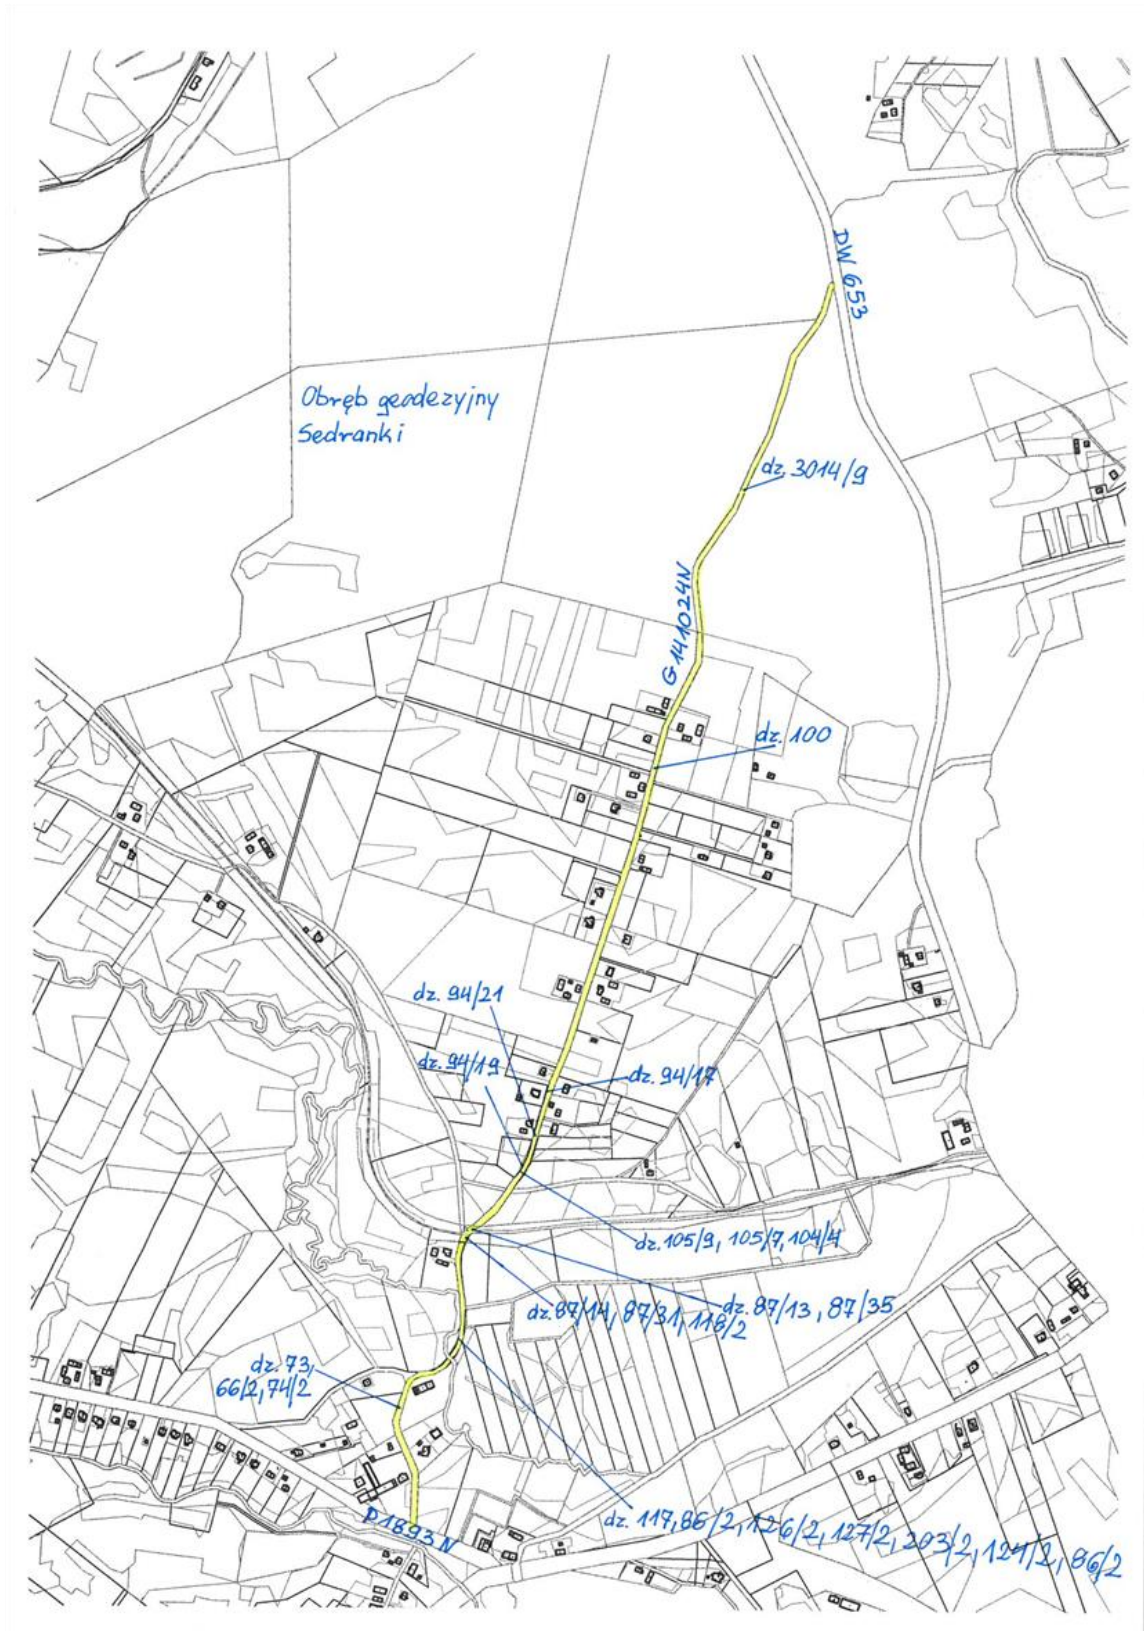 DW 653
Obręb geodezyjny
Sedranki
dz. 3014/9
G141024N
dz. 100
dz. 94/21
dz. 94/19
dz. 94/17
dz. 105/9, 105/7, 104/4
dz. 87/14, 87/31, 118/2
dz. 87/13, 87/35
dz. 73,
66/2, 74/2
dz. 117, 86/2, 126/2, 127/2, 203/2, 124/2, 86/2
P1893N